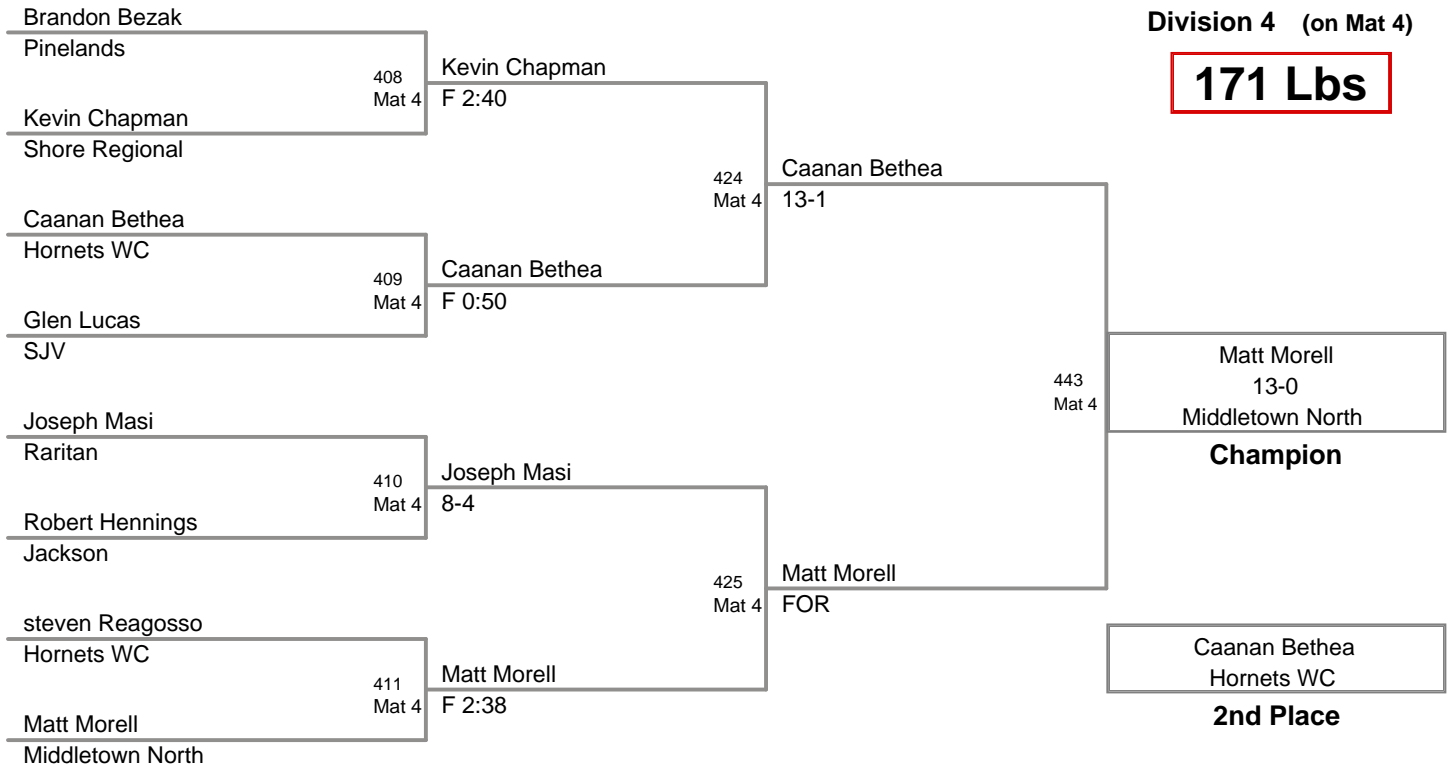 Division 4 (on Mat 4)
171 Lbs
Brandon Bezak
Pinelands
408
Mat 4
Kevin Chapman
F 2:40
Kevin Chapman
Shore Regional
424
Mat 4
Caanan Bethea
13-1
Caanan Bethea
Hornets WC
409
Mat 4
Caanan Bethea
F 0:50
Glen Lucas
SJV
443
Mat 4
Matt Morell
13-0
Middletown North
Champion
Joseph Masi
Raritan
410
Mat 4
Joseph Masi
8-4
Robert Hennings
Jackson
425
Mat 4
Matt Morell
FOR
steven Reagosso
Hornets WC
411
Mat 4
Matt Morell
F 2:38
Matt Morell
Middletown North
Caanan Bethea
Hornets WC
2nd Place